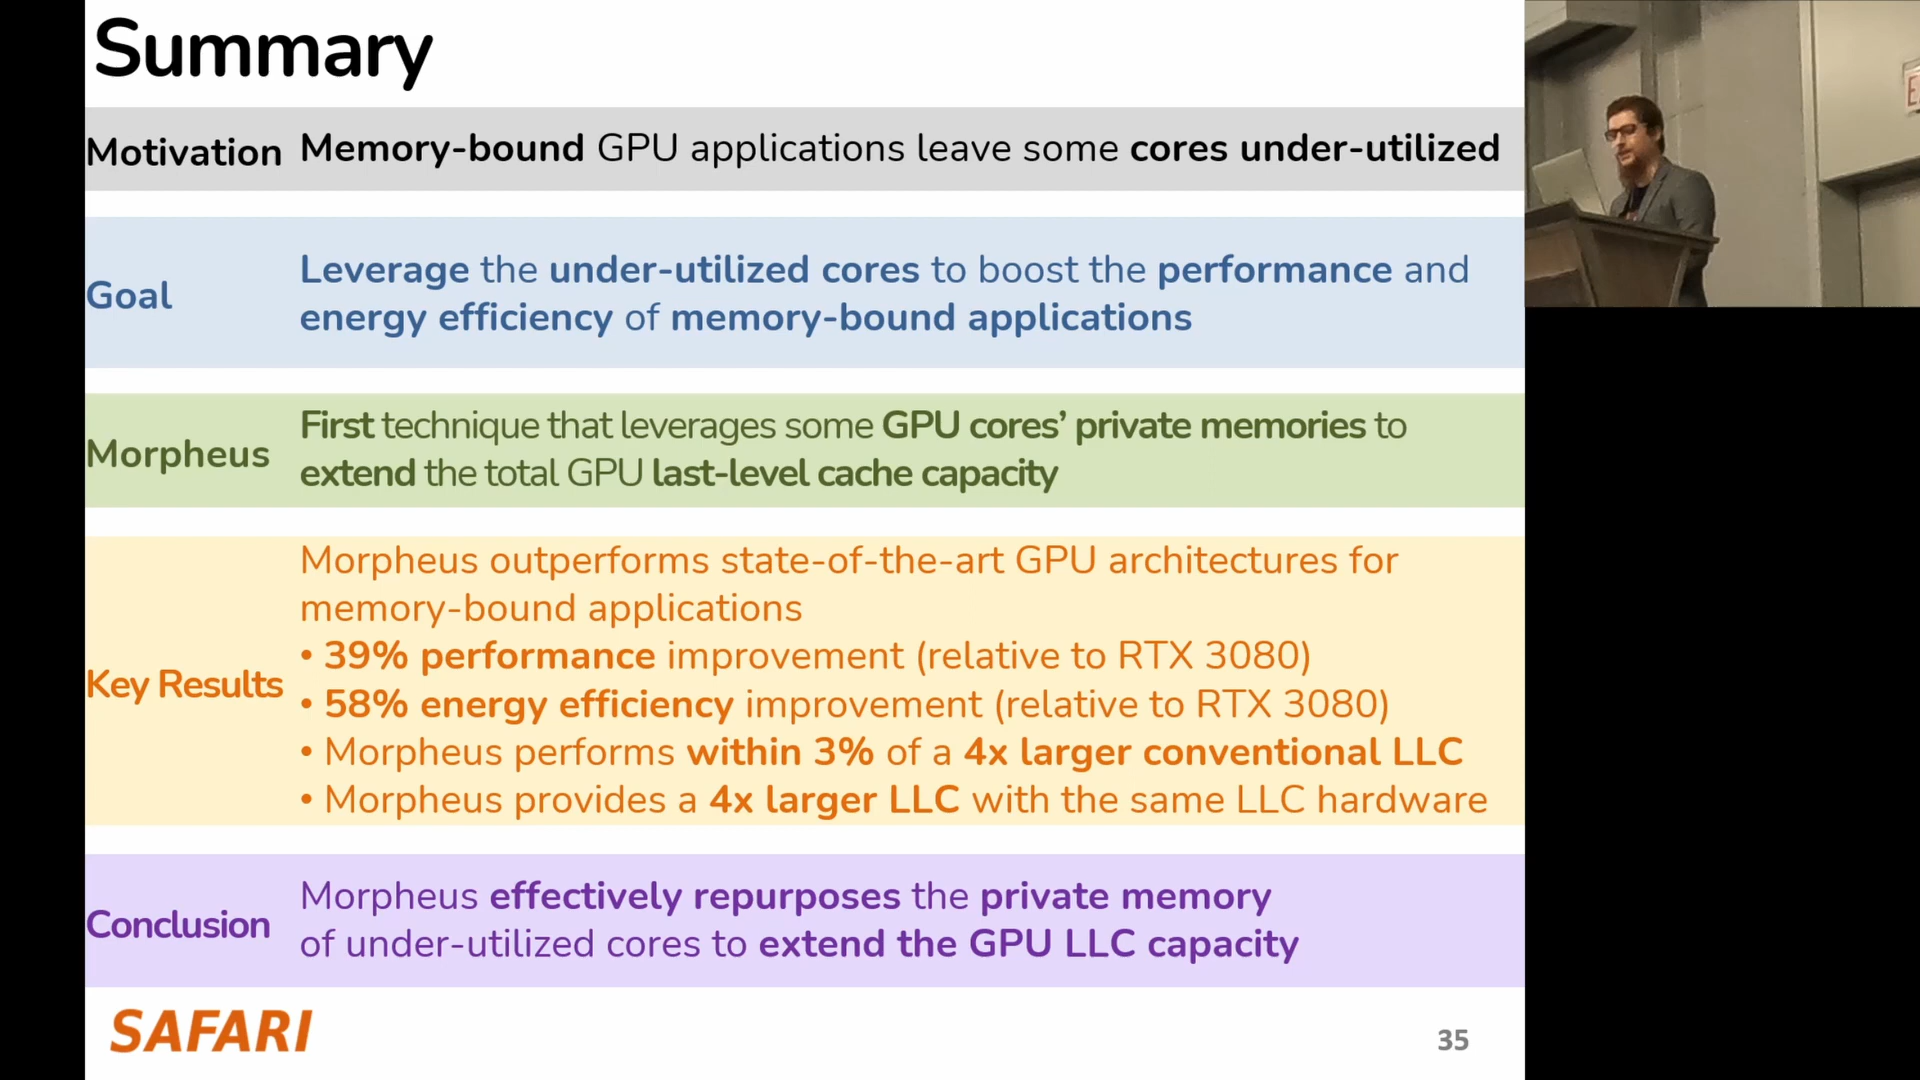 Summary
Motivation Memory-bound GPU applications leave some cores under-utilized
Goal
Leverage the under-utilized cores to boost the performance and
energy efficiency of memory-bound applications
Morpheus
First technique that leverages some GPU cores’ private memories to
extend the total GPU last-level cache capacity
Key Results
Morpheus outperforms state-of-the-art GPU architectures for
memory-bound applications
• 39% performance improvement (relative to RTX 3080)
• 58% energy efficiency improvement (relative to RTX 3080)
• Morpheus performs within 3% of a 4x larger conventional LLC
• Morpheus provides a 4x larger LLC with the same LLC hardware
Conclusion
Morpheus effectively repurposes the private memory
of under-utilized cores to extend the GPU LLC capacity
SAFARI
35